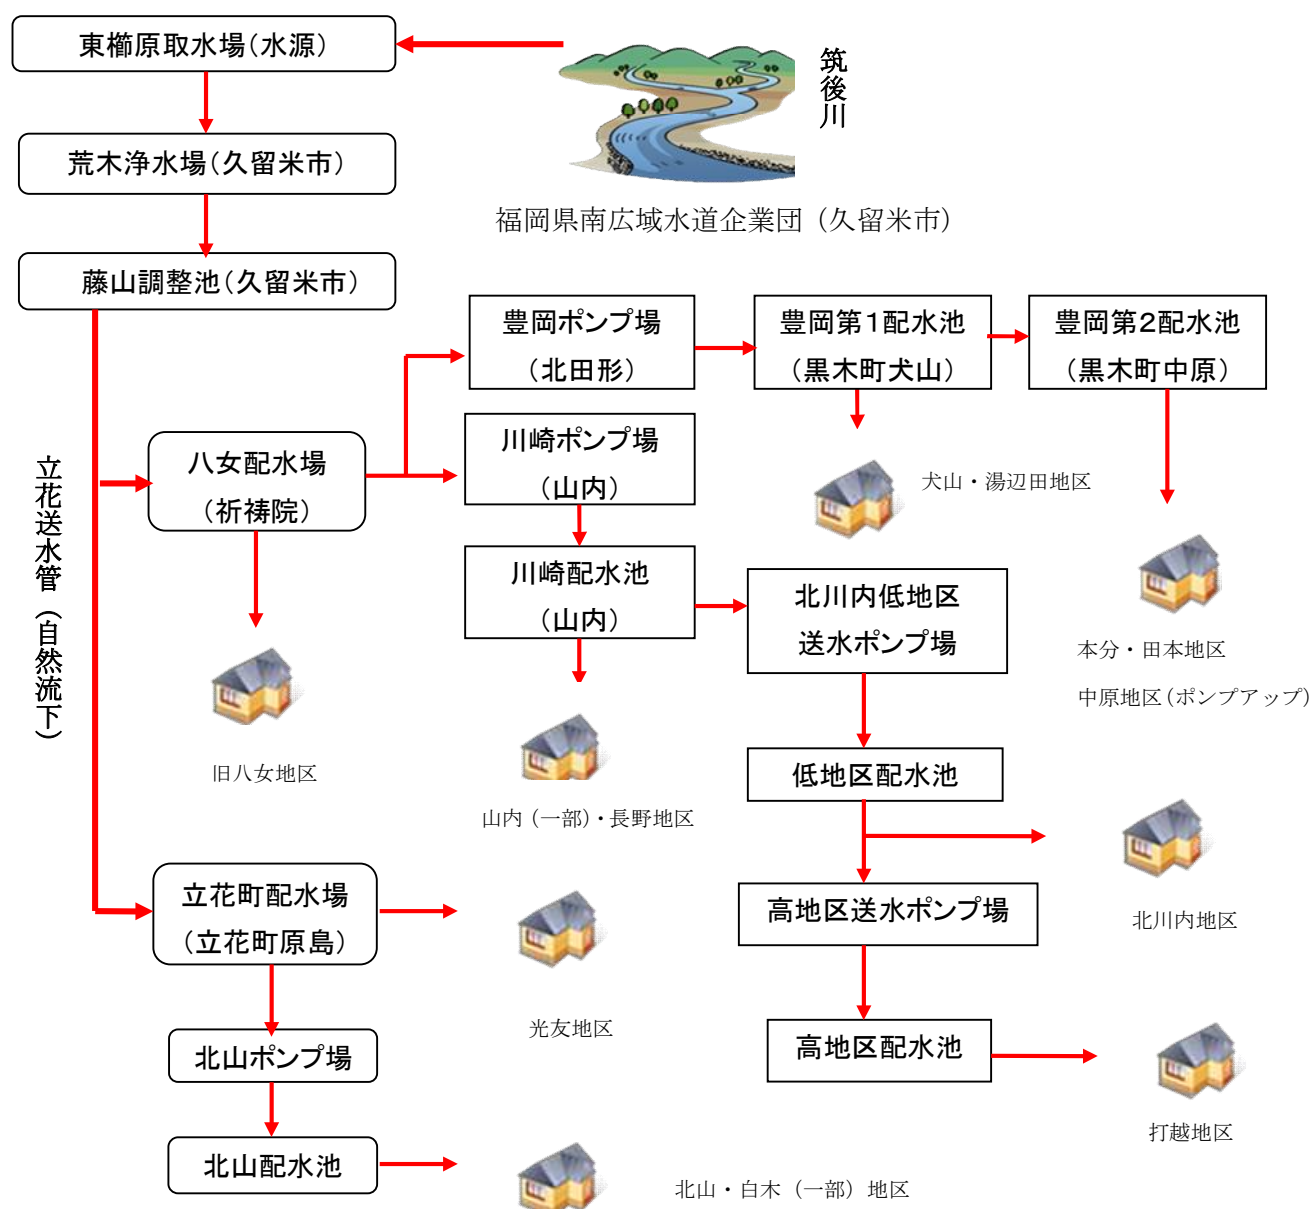 東櫛原取水場（水源）
筑後川
荒木浄水場（久留米市）
福岡県南広域水道企業団（久留米市）
藤山調整池（久留米市）
豊岡ポンプ場
（北田形）
豊岡第１配水池
（黒木町犬山）
豊岡第２配水池
（黒木町中原）
川崎ポンプ場
（山内）
八女配水場
（祈祷院）
立花送水管（自然流下）
犬山・湯辺田地区
川崎配水池
（山内）
北川内低地区
送水ポンプ場
本分・田本地区
中原地区（ポンプアップ）
旧八女地区
山内（一部）・長野地区
低地区配水池
北川内地区
立花町配水場
（立花町原島）
高地区送水ポンプ場
光友地区
北山ポンプ場
高地区配水池
打越地区
北山配水池
北山・白木（一部）地区